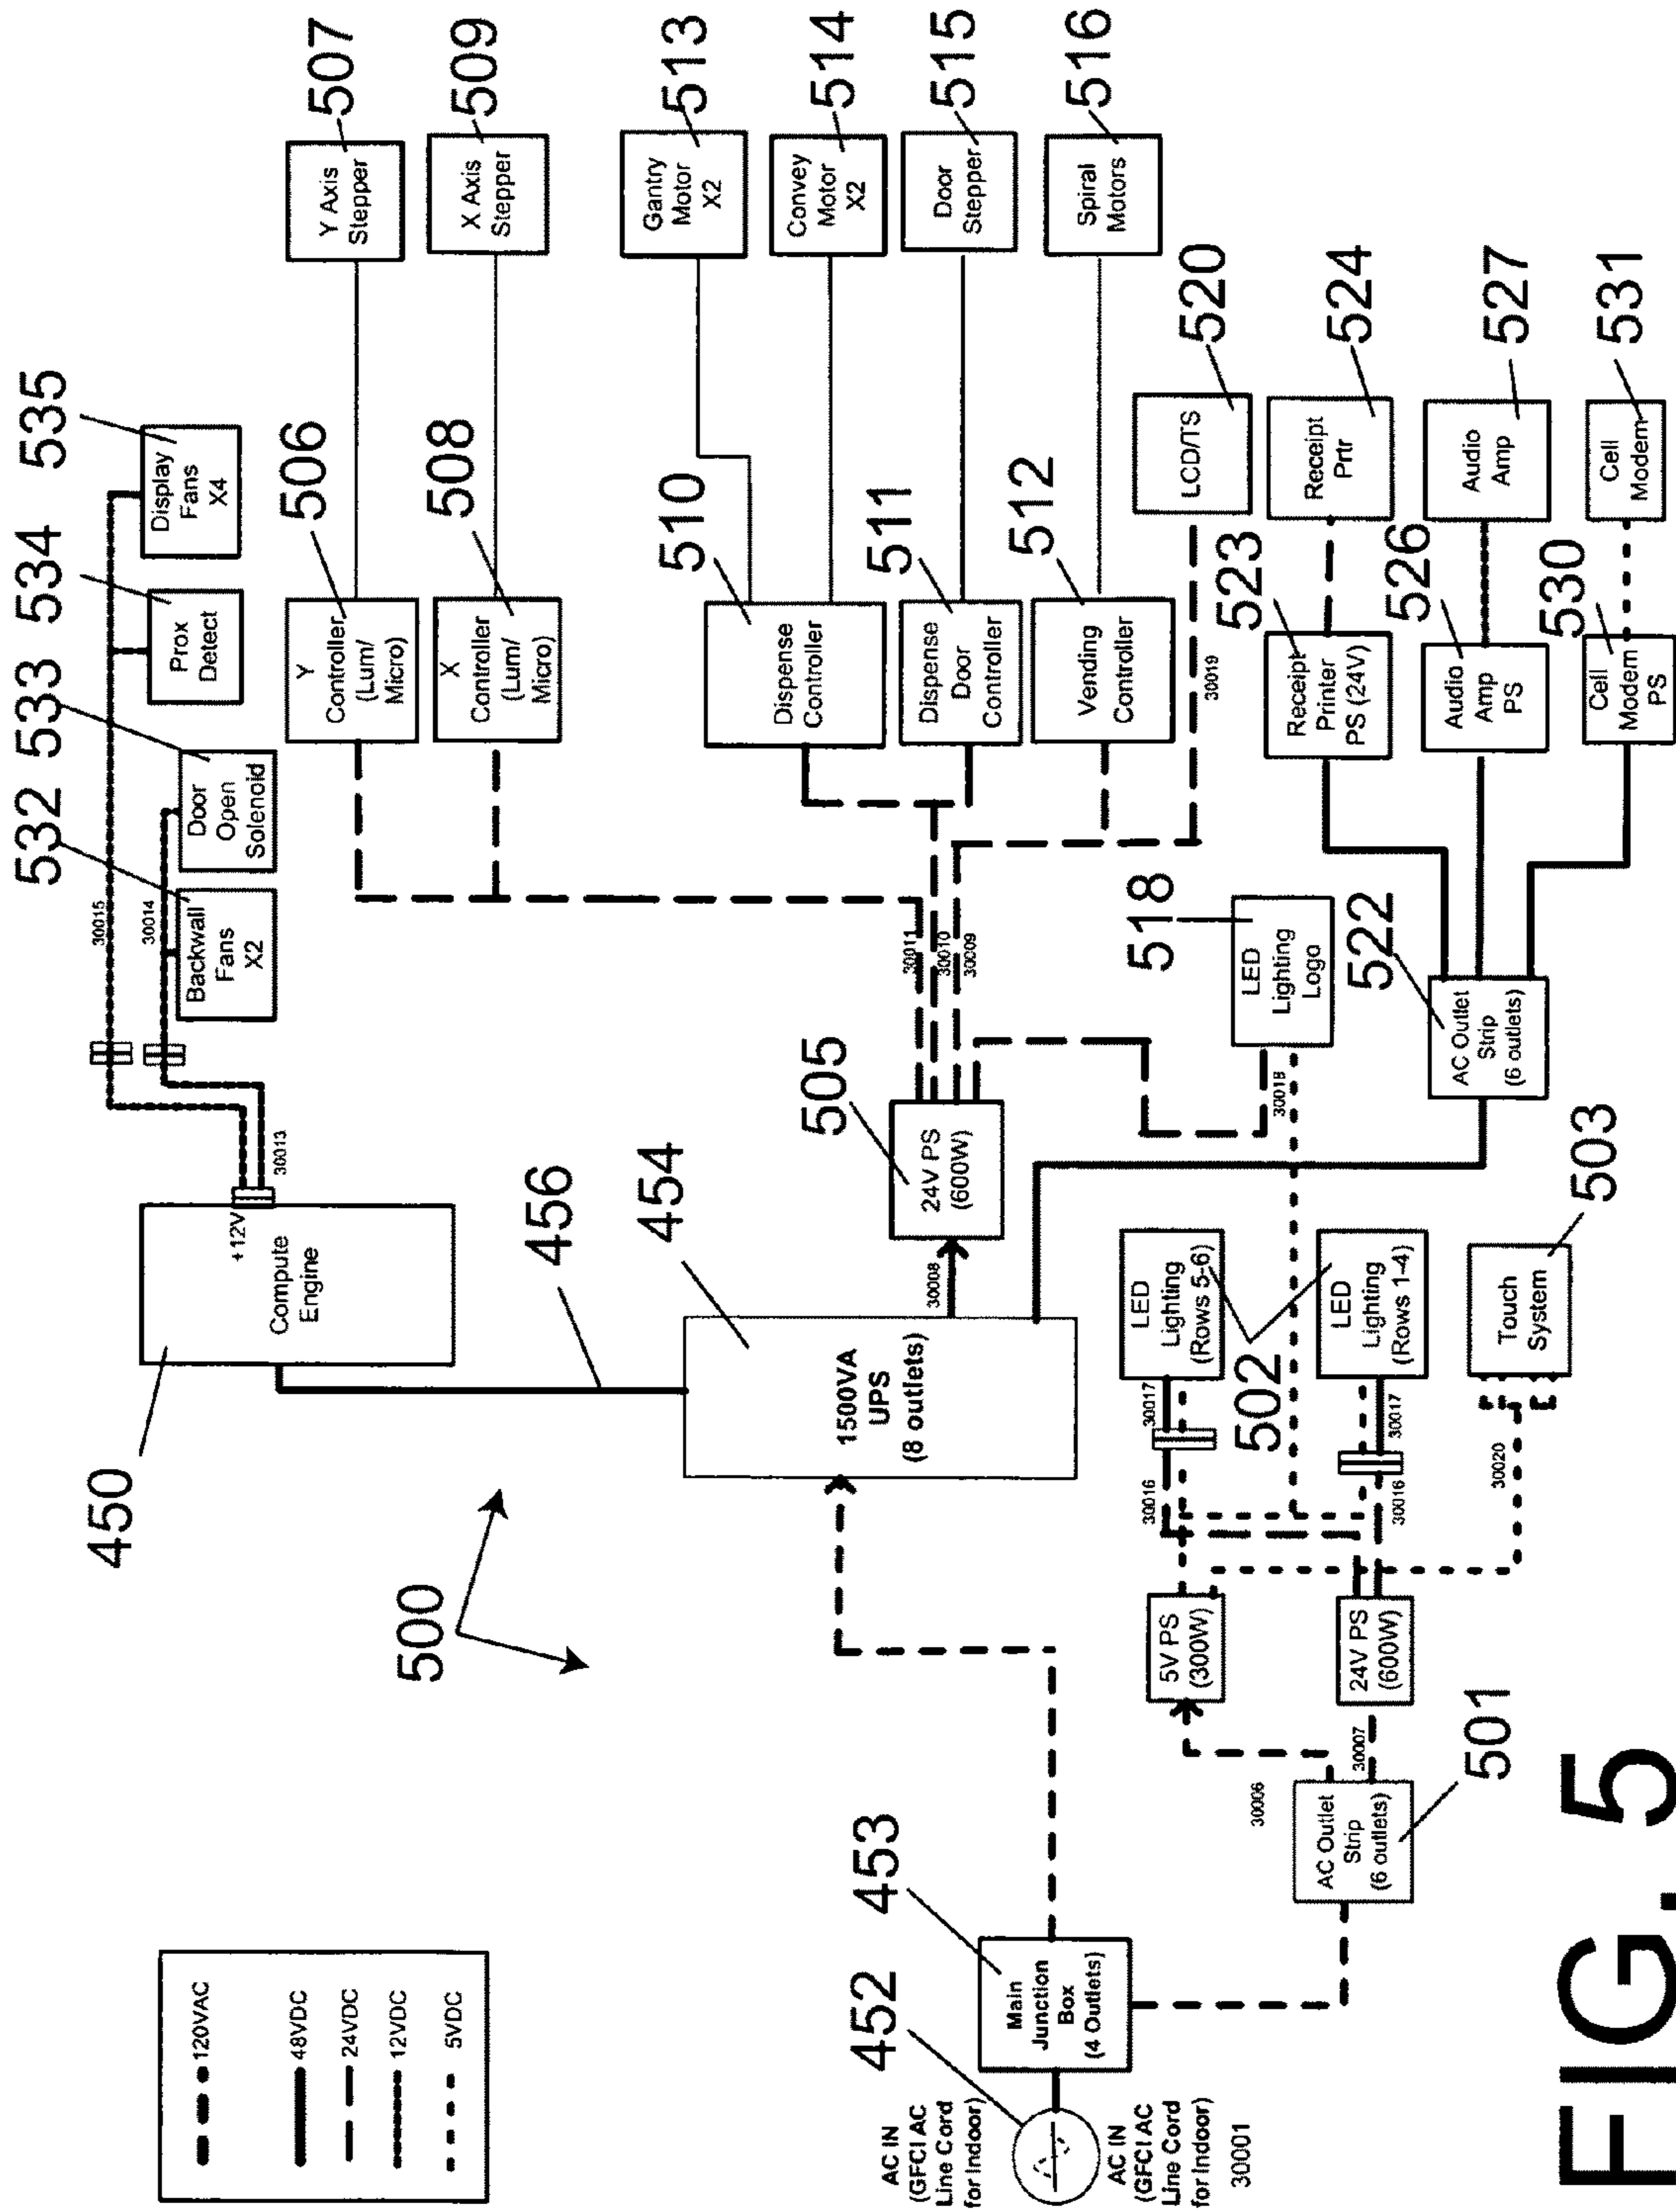 120VAC
48VDC
24VDC
12VDC
5VDC
500
450
Compute
Engine
+12V
30013
30015
30014
532
Backwall
Fans
X2
533
Door
Open
Solenoid
534
Prox
Detect
535
Display
Fans
X4
456
454
1500VA
UPS
(8 outlets)
30008
505
24V PS
(600W)
30011
30010
30009
506
Y
Controller
(Lum/
Micro)
507
Y Axis
Stepper
508
X
Controller
(Lum/
Micro)
509
X Axis
Stepper
510
Dispense
Controller
513
Gantry
Motor
X2
514
Convey
Motor
X2
511
Dispense
Door
Controller
515
Door
Stepper
512
Vending
Controller
516
Spiral
Motors
30019
520
LCD/TS
452
AC IN
(GFCI AC
Line Cord
for Indoor)
AC IN
(GFCI AC
Line Cord
for Indoor)
30001
453
Main
Junction
Box
(4 Outlets)
501
AC Outlet
Strip
(6 outlets)
30006
30007
5V PS
(300W)
24V PS
(600W)
30016
30017
30016
30017
30020
502
LED
Lighting
(Rows 5-6)
LED
Lighting
(Rows 1-4)
503
Touch
System
518
LED
Lighting
Logo
30018
522
AC Outlet
Strip
(6 outlets)
523
Receipt
Printer
PS (24V)
524
Receipt
Prtr
526
Audio
Amp
PS
527
Audio
Amp
530
Cell
Modem
PS
531
Cell
Modem
FIG. 5